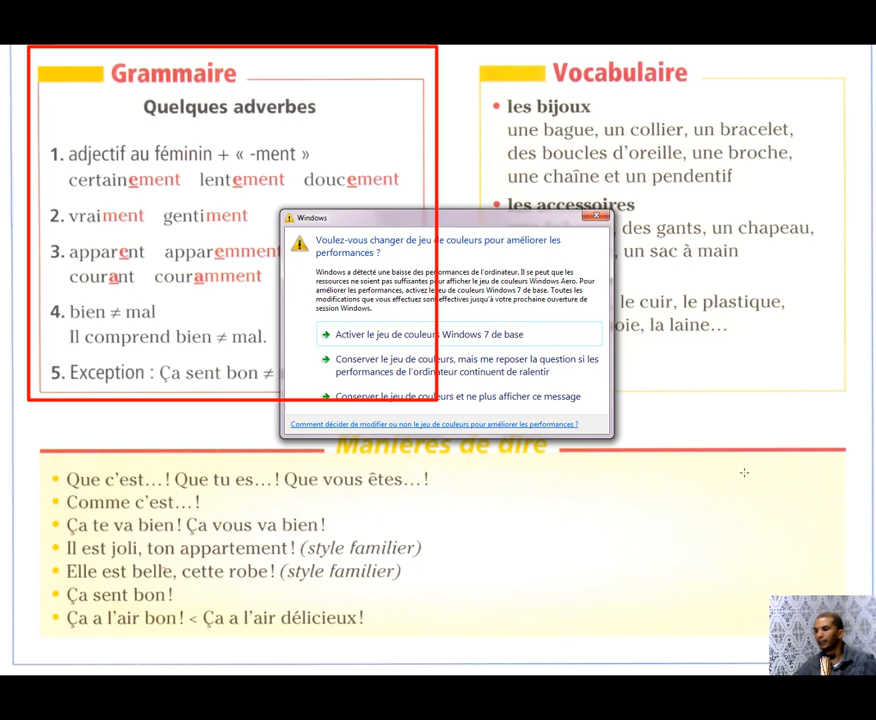 Grammaire
Quelques adverbes
1. adjectif au féminin + « -ment »
certainement lentement doucement
2. vraiment gentiment
3. apparent apparemment
courant couramment
4. bien ≠ mal
Il comprend bien ≠ mal.
5. Exception : Ça sent bon ≠
Vocabulaire
• les bijoux
une bague, un collier, un bracelet,
des boucles d'oreille, une broche,
une chaîne et un pendentif
• les accessoires
des gants, un chapeau,
un sac à main
le cuir, le plastique,
la laine…
Windows
Voulez-vous changer de jeu de couleurs pour améliorer les
performances ?
Windows a détecté une baisse des performances de l'ordinateur. Il se peut que les
ressources ne soient pas suffisantes pour afficher le jeu de couleurs Windows Aero. Pour
améliorer les performances, activez le jeu de couleurs Windows 7 de base. Toutes les
modifications que vous effectuez sont effectives jusqu'à votre prochaine ouverture de
session Windows.
Activer le jeu de couleurs Windows 7 de base
Conserver le jeu de couleurs, mais me reposer la question si les
performances de l'ordinateur continuent de ralentir
Conserver le jeu de couleurs et ne plus afficher ce message
Comment décider de modifier ou non le jeu de couleurs pour améliorer les performances ?
Manières de dire
• Que c'est…! Que tu es…! Que vous êtes…!
• Comme c'est…!
• Ça te va bien! Ça vous va bien!
• Il est joli, ton appartement! (style familier)
• Elle est belle, cette robe! (style familier)
• Ça sent bon!
• Ça a l'air bon! < Ça a l'air délicieux!